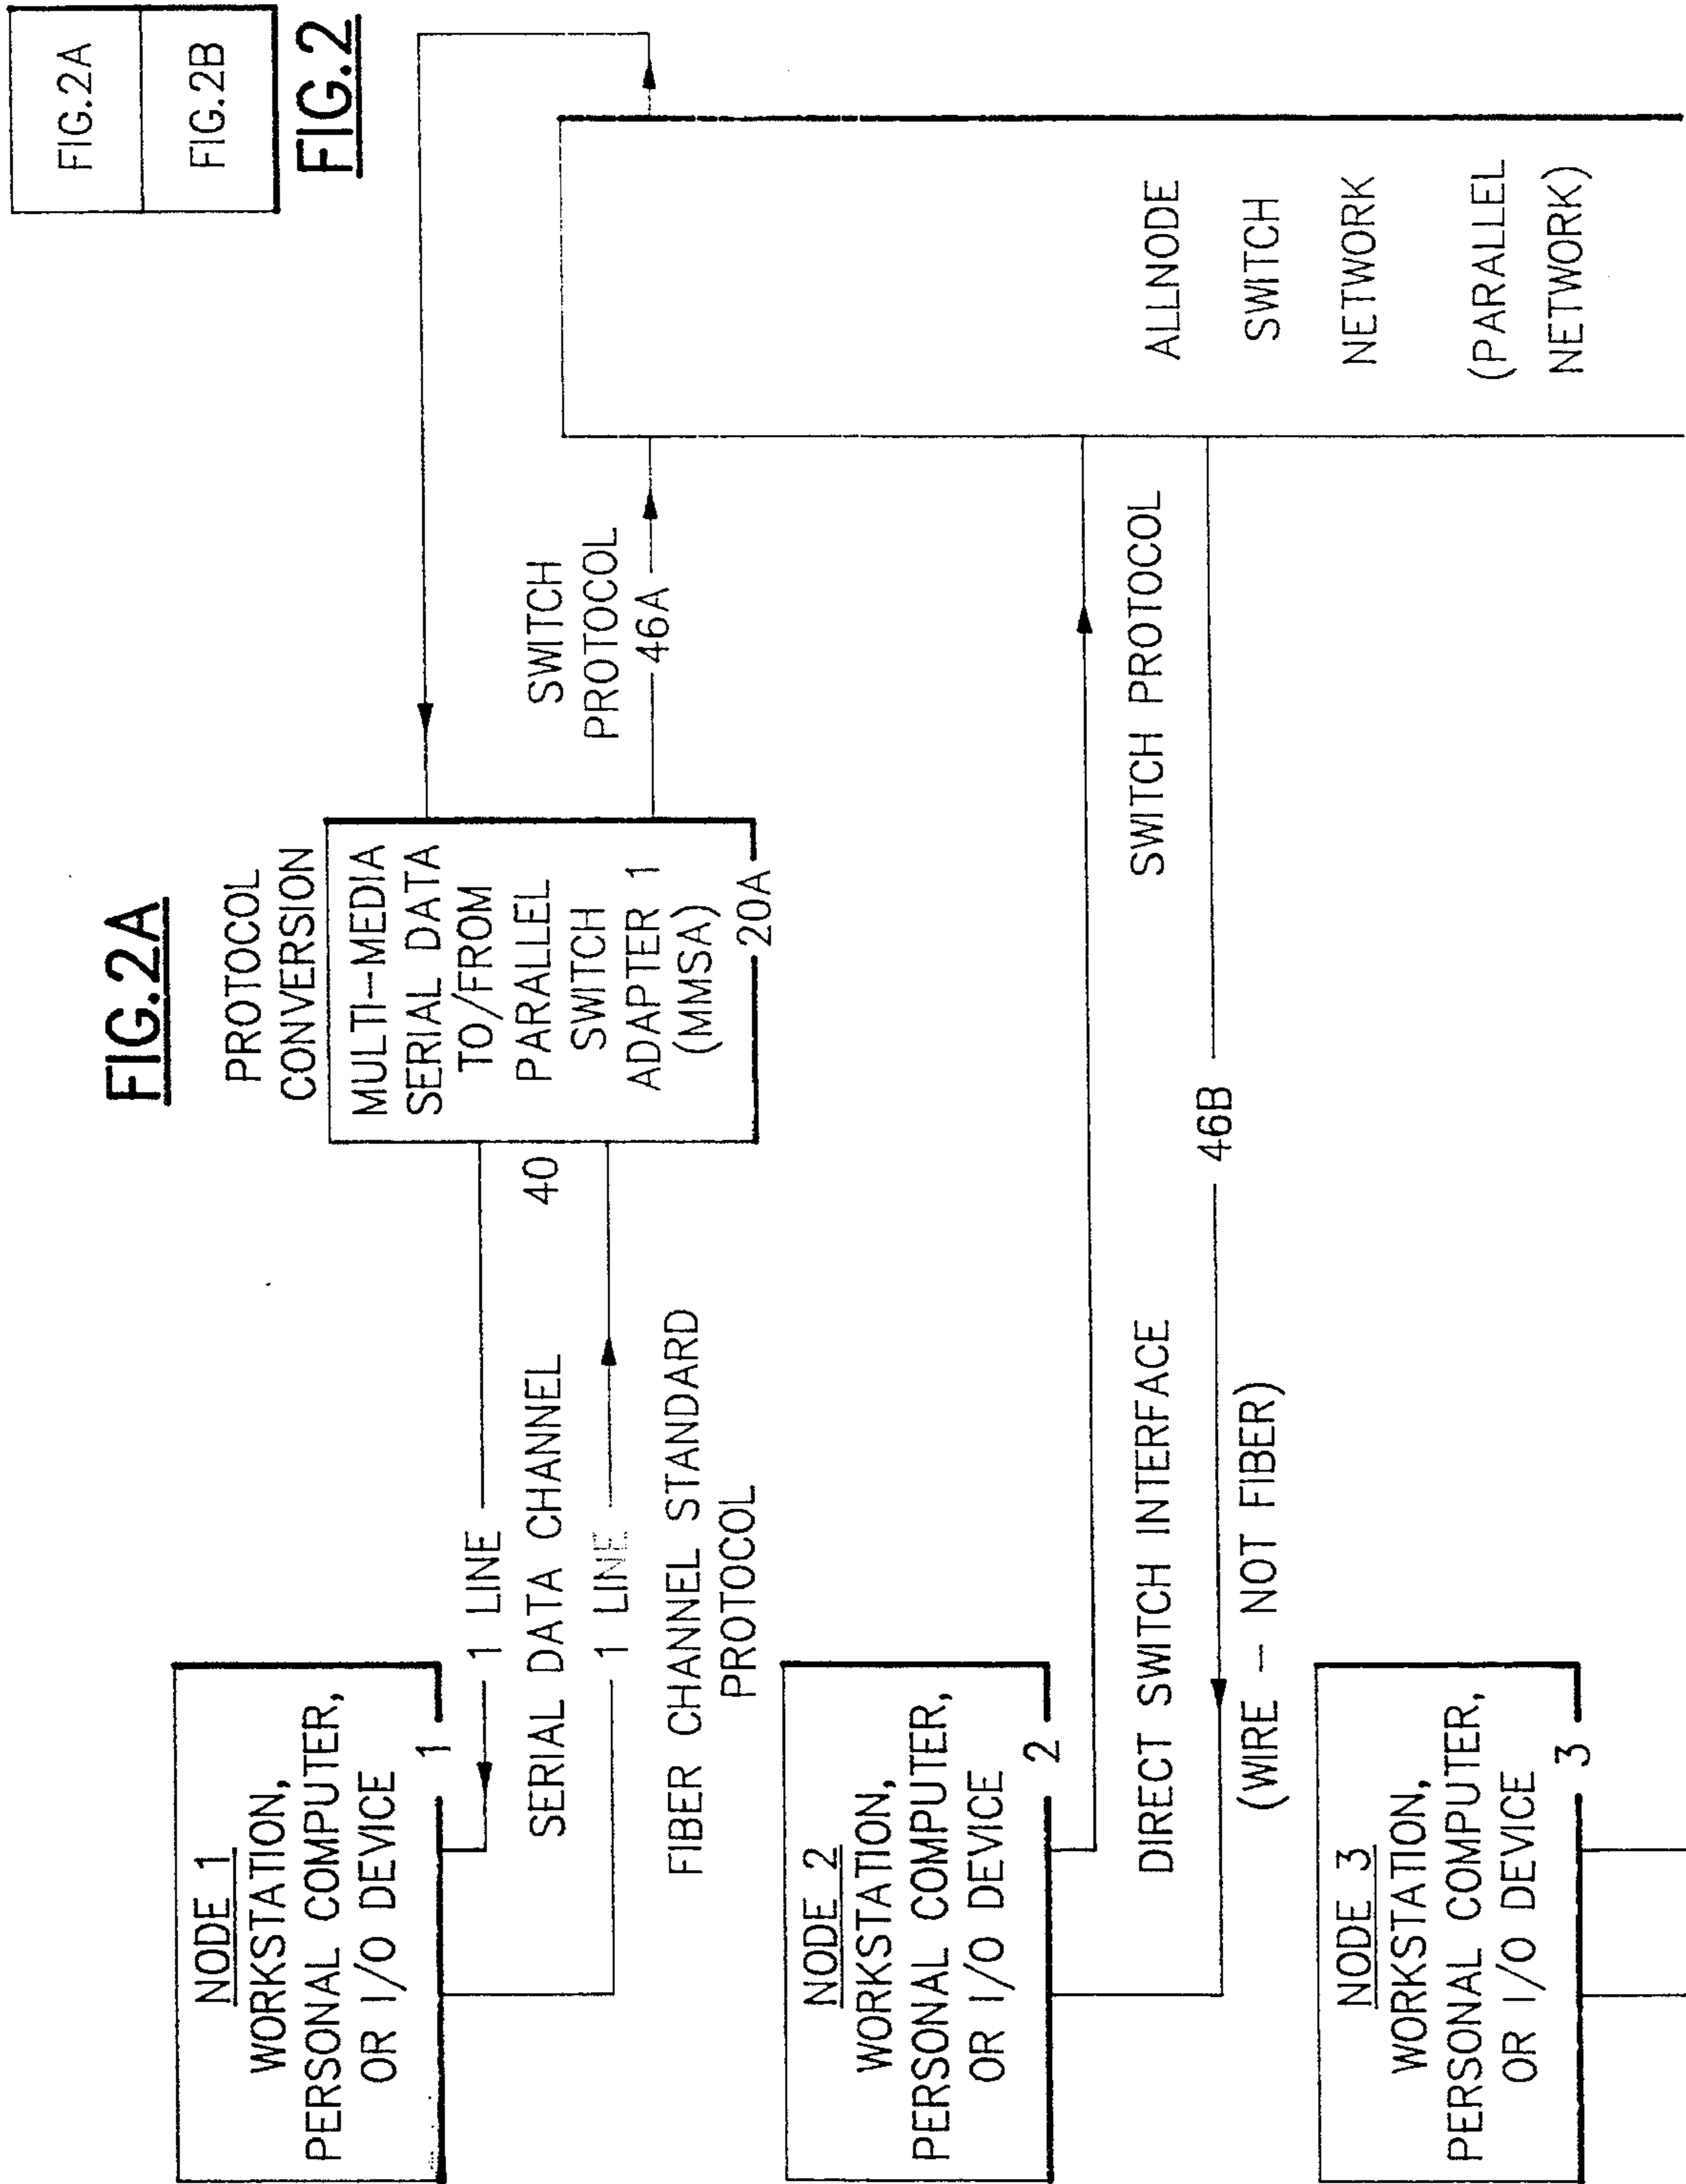 FIG.2A
FIG.2B
FIG.2
FIG.2A
PROTOCOL
CONVERSION
NODE 1
WORKSTATION,
PERSONAL COMPUTER,
OR I/O DEVICE
1
1 LINE
SERIAL DATA CHANNEL
1 LINE
FIBER CHANNEL STANDARD
PROTOCOL
40
MULTI-MEDIA
SERIAL DATA
TO/FROM
PARALLEL
SWITCH
ADAPTER 1
(MMSA)
20A
SWITCH
PROTOCOL
46A
NODE 2
WORKSTATION,
PERSONAL COMPUTER,
OR I/O DEVICE
2
DIRECT SWITCH INTERFACE
(WIRE - NOT FIBER)
46B
SWITCH PROTOCOL
ALLNODE
SWITCH
NETWORK
(PARALLEL
NETWORK)
NODE 3
WORKSTATION,
PERSONAL COMPUTER,
OR I/O DEVICE
3